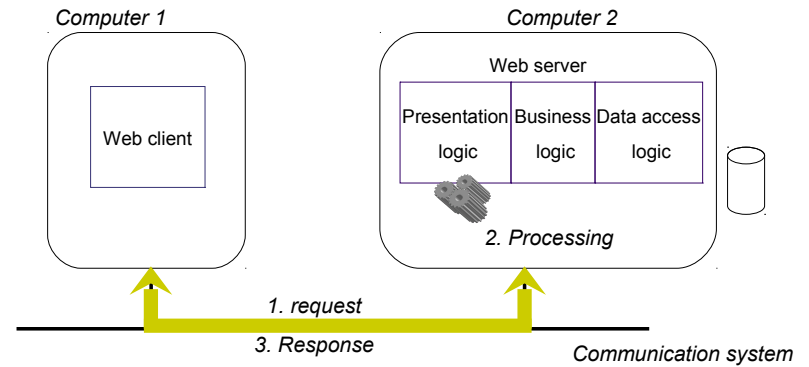 Computer 1
Computer 2
Web server
Web client
Presentation logic
Business logic
Data access logic
2. Processing
1. request
3. Response
Communication system